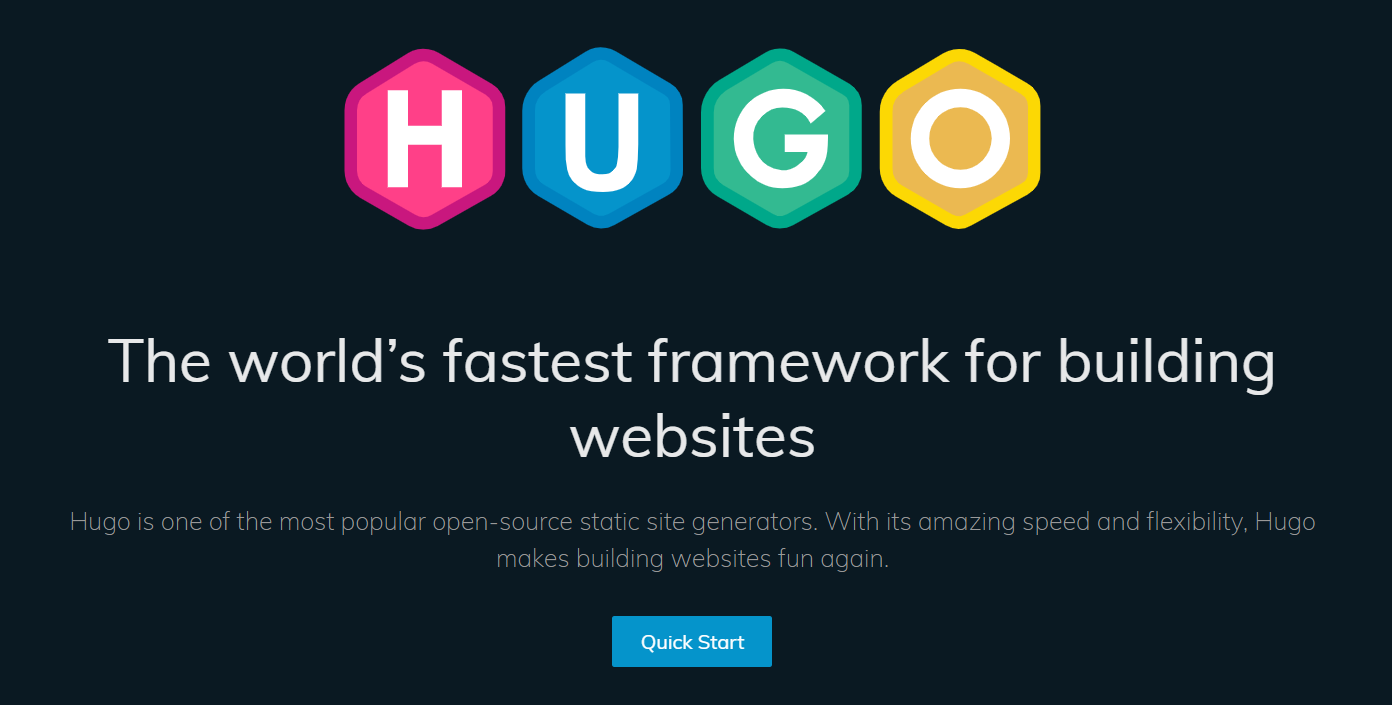 HUGO
The world’s fastest framework for building
websites
Hugo is one of the most popular open-source static site generators. With its amazing speed and flexibility, Hugo
makes building websites fun again.
Quick Start